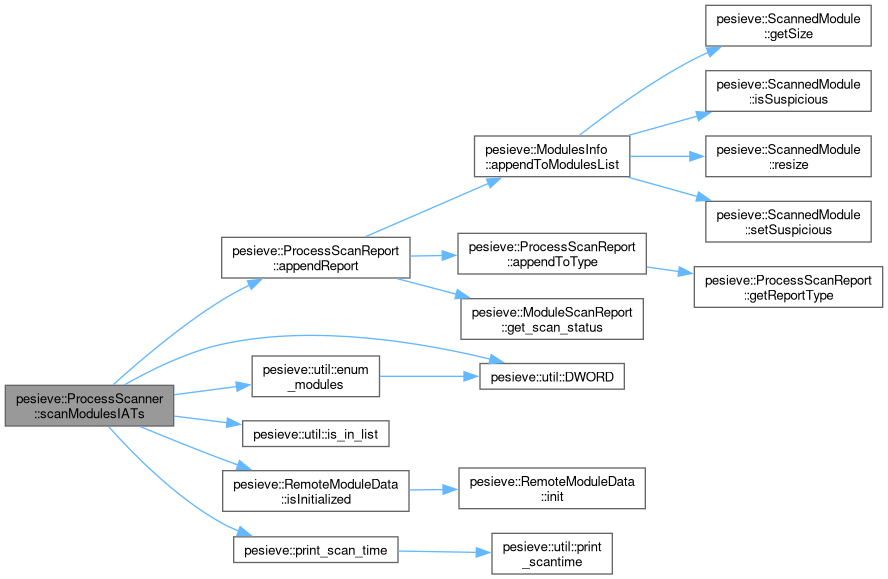 pesieve::ScannedModule
::getSize
pesieve::ScannedModule
::isSuspicious
pesieve::ModulesInfo
::appendToModulesList
pesieve::ScannedModule
::resize
pesieve::ScannedModule
::setSuspicious
pesieve::ProcessScanReport
::appendReport
pesieve::ProcessScanReport
::appendToType
pesieve::ProcessScanReport
::getReportType
pesieve::ModuleScanReport
::get_scan_status
pesieve::util::enum
_modules
pesieve::util::DWORD
pesieve::ProcessScanner
::scanModulesIATs
pesieve::util::is_in_list
pesieve::RemoteModuleData
::isInitialized
pesieve::RemoteModuleData
::init
pesieve::print_scan_time
pesieve::util::print
_scantime